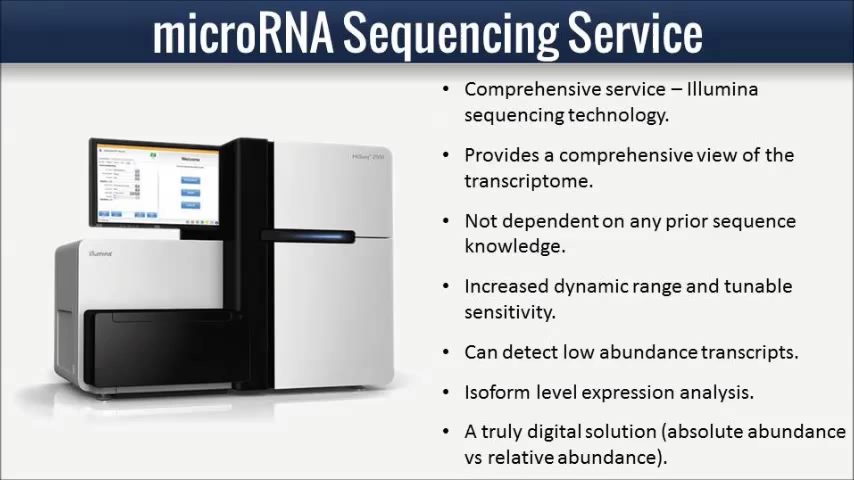 microRNA Sequencing Service
• Comprehensive service – Illumina
sequencing technology.
• Provides a comprehensive view of the
transcriptome.
• Not dependent on any prior sequence
knowledge.
• Increased dynamic range and tunable
sensitivity.
• Can detect low abundance transcripts.
• Isoform level expression analysis.
• A truly digital solution (absolute abundance
vs relative abundance).
Welcome
HiSeq 2500
illumina